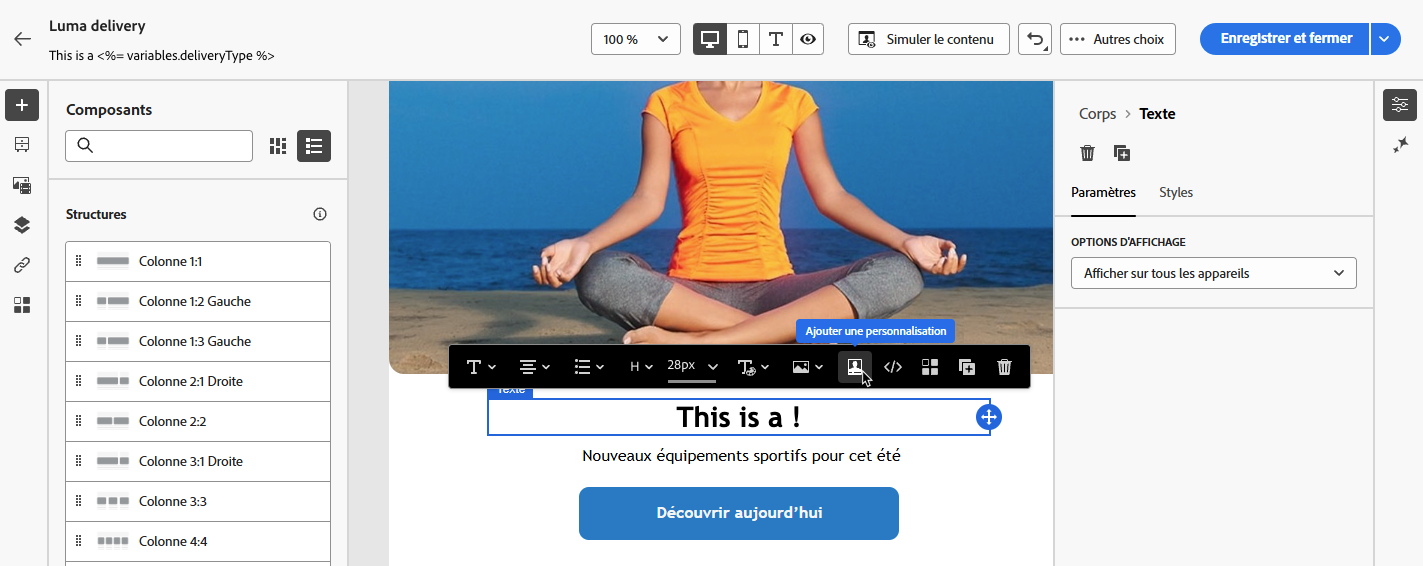 Luma delivery
This is a <%= variables.deliveryType %>
100 %
Simuler le contenu
Autres choix
Enregistrer et fermer
Composants
Structures
Colonne 1:1
Colonne 1:2 Gauche
Colonne 1:3 Gauche
Colonne 2:1 Droite
Colonne 2:2
Colonne 3:1 Droite
Colonne 3:3
Colonne 4:4
Ajouter une personnalisation
H
28px
Texte
This is a !
Nouveaux équipements sportifs pour cet été
Découvrir aujourd’hui
Corps > Texte
Paramètres
Styles
OPTIONS D'AFFICHAGE
Afficher sur tous les appareils